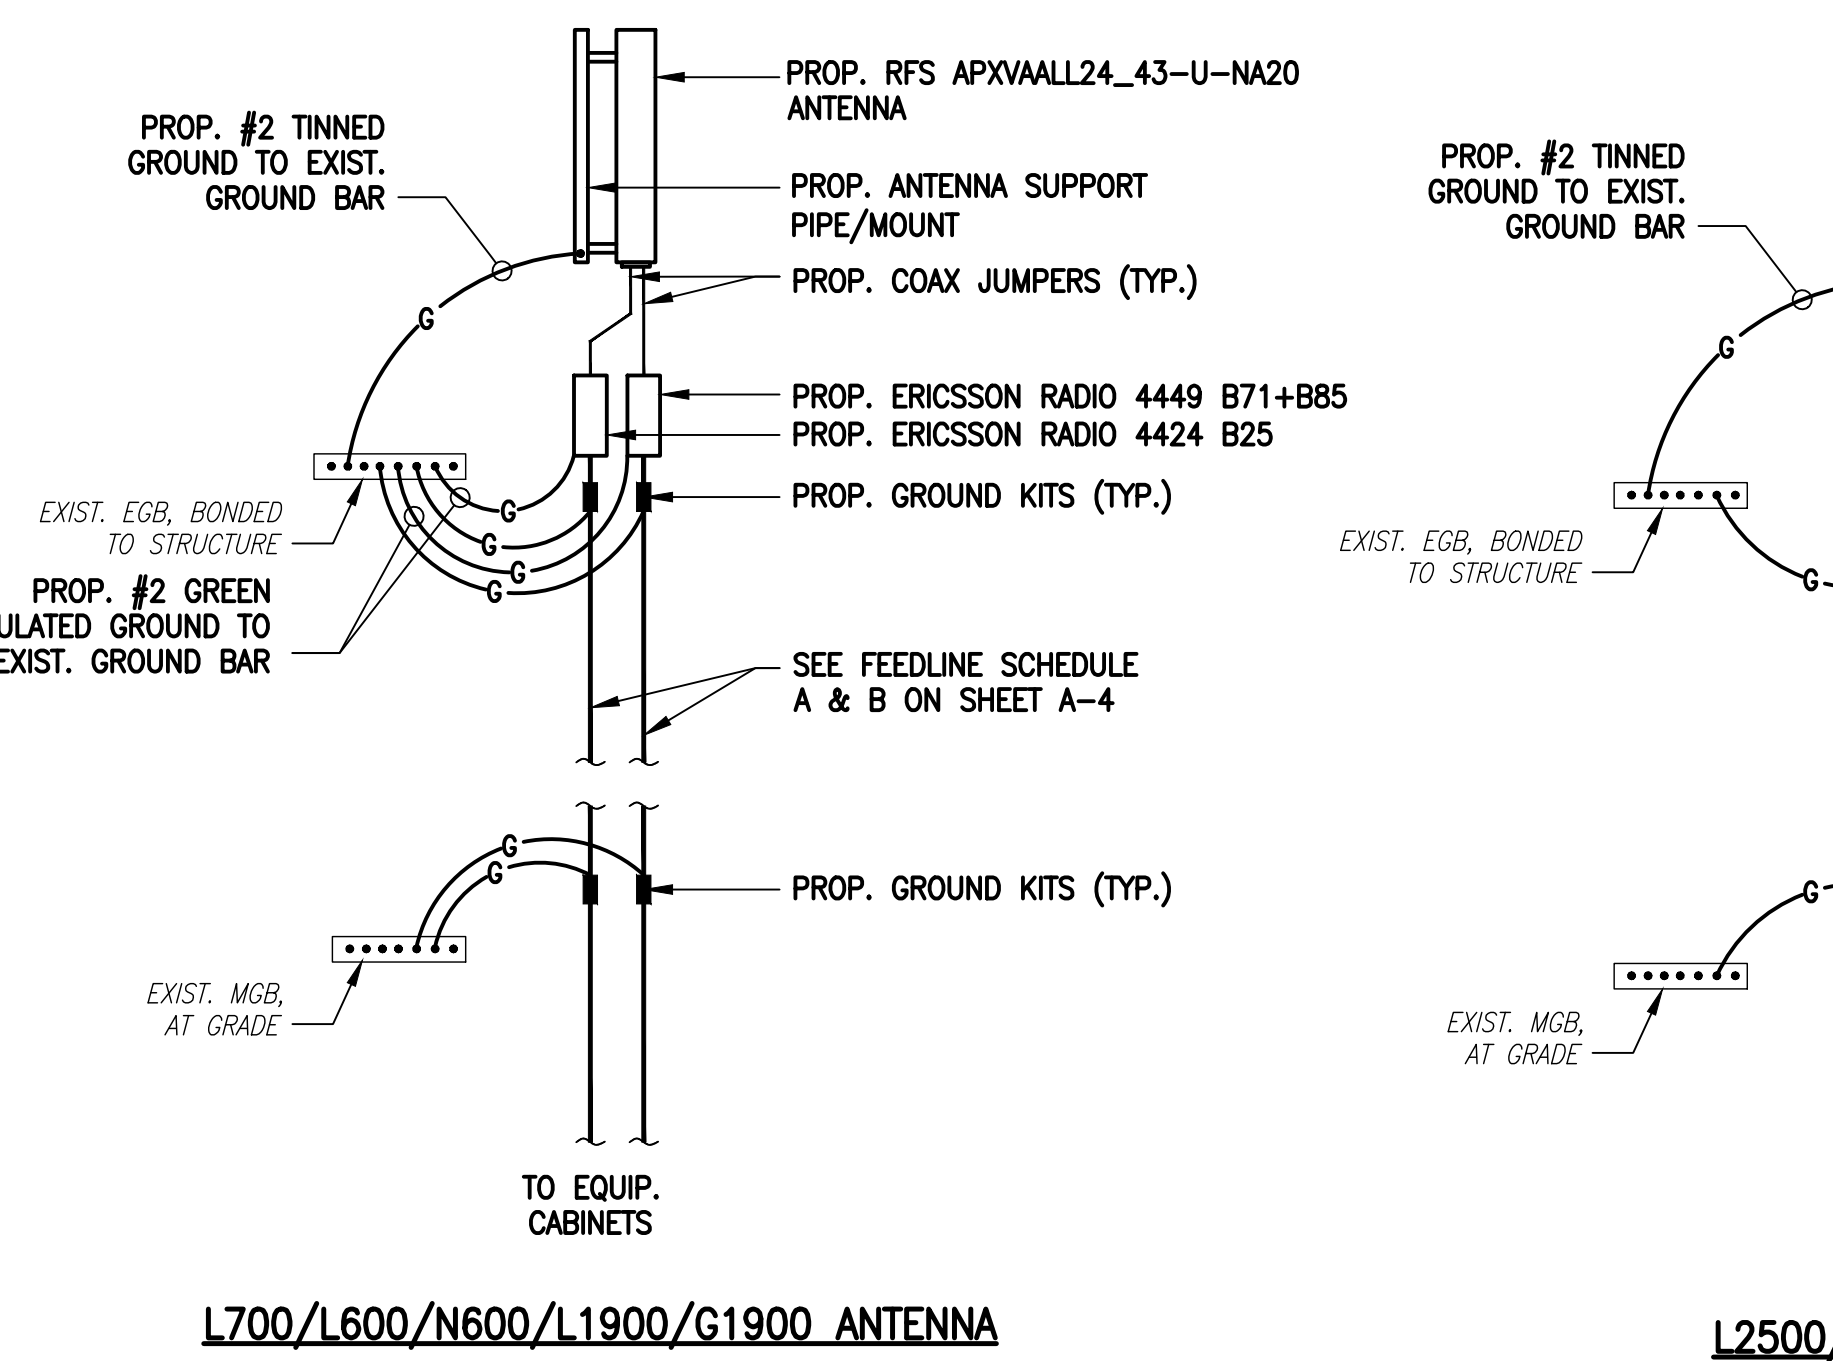 PROP. RFS APXVAALL24_43-U-NA20
ANTENNA
PROP. #2 TINNED
GROUND TO EXIST.
GROUND BAR
PROP. ANTENNA SUPPORT
PIPE/MOUNT
PROP. COAX JUMPERS (TYP.)
G
PROP. ERICSSON RADIO 4449 B71+B85
PROP. ERICSSON RADIO 4424 B25
PROP. GROUND KITS (TYP.)
EXIST. EGB, BONDED
TO STRUCTURE
G
G
G
G
PROP. #2 GREEN
ULATED GROUND TO
EXIST. GROUND BAR
SEE FEEDLINE SCHEDULE
A & B ON SHEET A-4
G
G
PROP. GROUND KITS (TYP.)
EXIST. MGB,
AT GRADE
TO EQUIP.
CABINETS
L700/L600/N600/L1900/G1900 ANTENNA
PROP. #2 TINNED
GROUND TO EXIST.
GROUND BAR
G
EXIST. EGB, BONDED
TO STRUCTURE
G
G
EXIST. MGB,
AT GRADE
L2500/